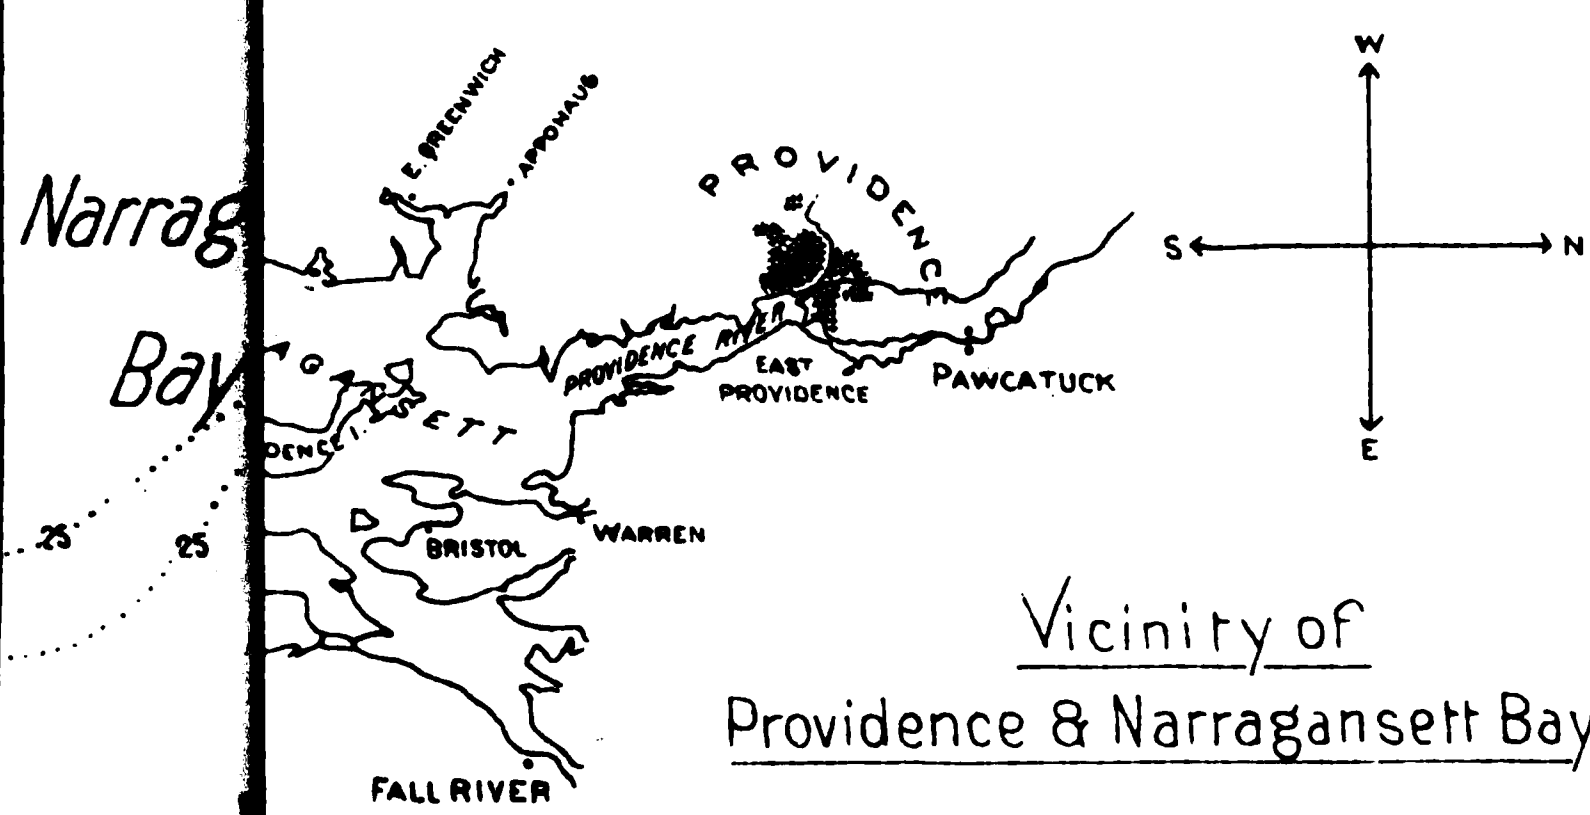 W
S
N
E
E. GREENWICH
APPONAUG
PROVIDENCE
Narrag
Bay
G
SETT
DENCE I.
PROVIDENCE RIVER
EAST
PROVIDENCE
PAWCATUCK
WARREN
BRISTOL
25
25
FALL RIVER
Vicinity of
Providence & Narragansett Bay